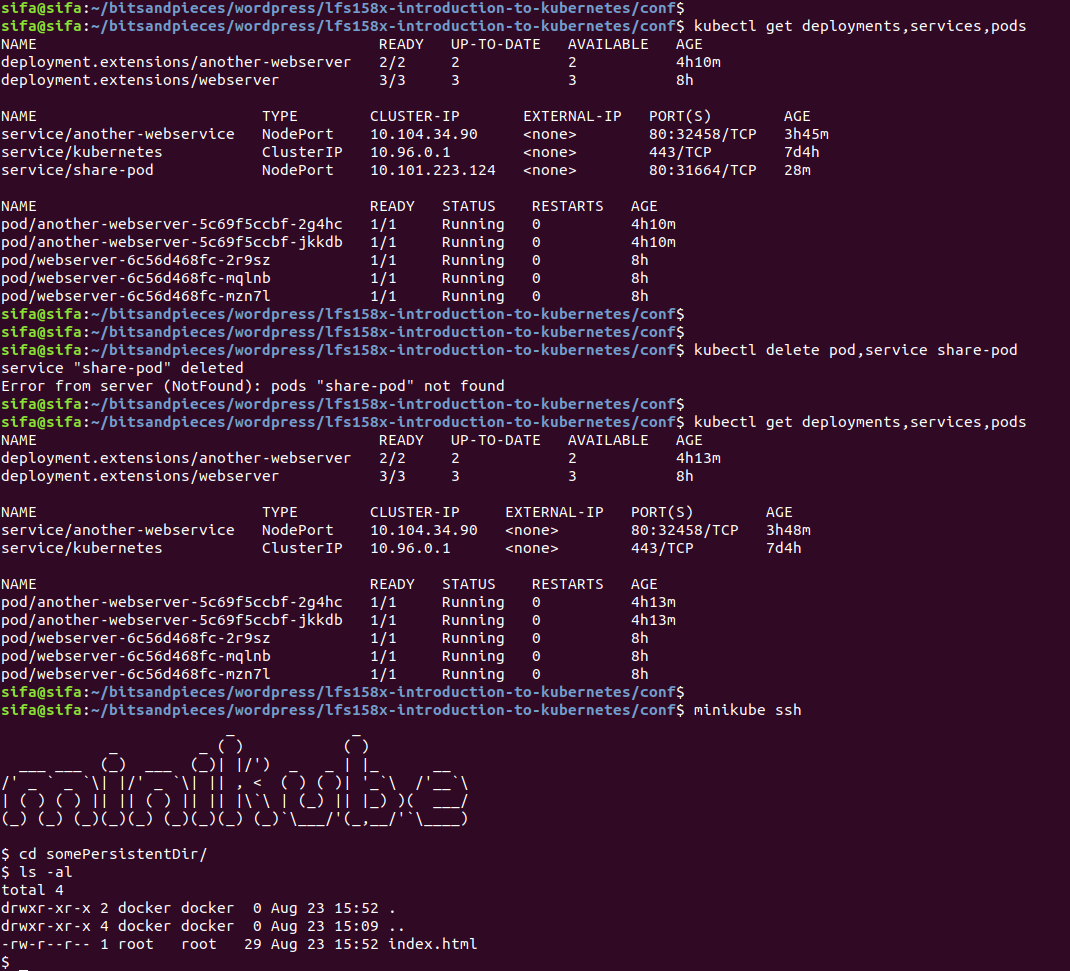 sifa@sifa:~/bitsandpieces/wordpress/lfs158x-introduction-to-kubernetes/conf$
sifa@sifa:~/bitsandpieces/wordpress/lfs158x-introduction-to-kubernetes/conf$ kubectl get deployments,services,pods
NAME                                      READY   UP-TO-DATE   AVAILABLE   AGE
deployment.extensions/another-webserver   2/2     2            2           4h10m
deployment.extensions/webserver           3/3     3            3           8h

NAME                         TYPE        CLUSTER-IP       EXTERNAL-IP   PORT(S)        AGE
service/another-webservice   NodePort    10.104.34.90     <none>        80:32458/TCP   3h45m
service/kubernetes           ClusterIP   10.96.0.1        <none>        443/TCP        7d4h
service/share-pod            NodePort    10.101.223.124   <none>        80:31664/TCP   28m

NAME                                     READY   STATUS    RESTARTS   AGE
pod/another-webserver-5c69f5ccbf-2g4hc   1/1     Running   0          4h10m
pod/another-webserver-5c69f5ccbf-jkkdb   1/1     Running   0          4h10m
pod/webserver-6c56d468fc-2r9sz           1/1     Running   0          8h
pod/webserver-6c56d468fc-mqlnb           1/1     Running   0          8h
pod/webserver-6c56d468fc-mzn7l           1/1     Running   0          8h
sifa@sifa:~/bitsandpieces/wordpress/lfs158x-introduction-to-kubernetes/conf$
sifa@sifa:~/bitsandpieces/wordpress/lfs158x-introduction-to-kubernetes/conf$
sifa@sifa:~/bitsandpieces/wordpress/lfs158x-introduction-to-kubernetes/conf$ kubectl delete pod,service share-pod
service "share-pod" deleted
Error from server (NotFound): pods "share-pod" not found
sifa@sifa:~/bitsandpieces/wordpress/lfs158x-introduction-to-kubernetes/conf$
sifa@sifa:~/bitsandpieces/wordpress/lfs158x-introduction-to-kubernetes/conf$ kubectl get deployments,services,pods
NAME                                      READY   UP-TO-DATE   AVAILABLE   AGE
deployment.extensions/another-webserver   2/2     2            2           4h13m
deployment.extensions/webserver           3/3     3            3           8h

NAME                         TYPE        CLUSTER-IP     EXTERNAL-IP   PORT(S)        AGE
service/another-webservice   NodePort    10.104.34.90   <none>        80:32458/TCP   3h48m
service/kubernetes           ClusterIP   10.96.0.1      <none>        443/TCP        7d4h

NAME                                     READY   STATUS    RESTARTS   AGE
pod/another-webserver-5c69f5ccbf-2g4hc   1/1     Running   0          4h13m
pod/another-webserver-5c69f5ccbf-jkkdb   1/1     Running   0          4h13m
pod/webserver-6c56d468fc-2r9sz           1/1     Running   0          8h
pod/webserver-6c56d468fc-mqlnb           1/1     Running   0          8h
pod/webserver-6c56d468fc-mzn7l           1/1     Running   0          8h
sifa@sifa:~/bitsandpieces/wordpress/lfs158x-introduction-to-kubernetes/conf$
sifa@sifa:~/bitsandpieces/wordpress/lfs158x-introduction-to-kubernetes/conf$ minikube ssh
minikube
$ cd somePersistentDir/
$ ls -al
total 4
drwxr-xr-x 2 docker docker  0 Aug 23 15:52 .
drwxr-xr-x 4 docker docker  0 Aug 23 15:09 ..
-rw-r--r-- 1 root   root   29 Aug 23 15:52 index.html
$ _